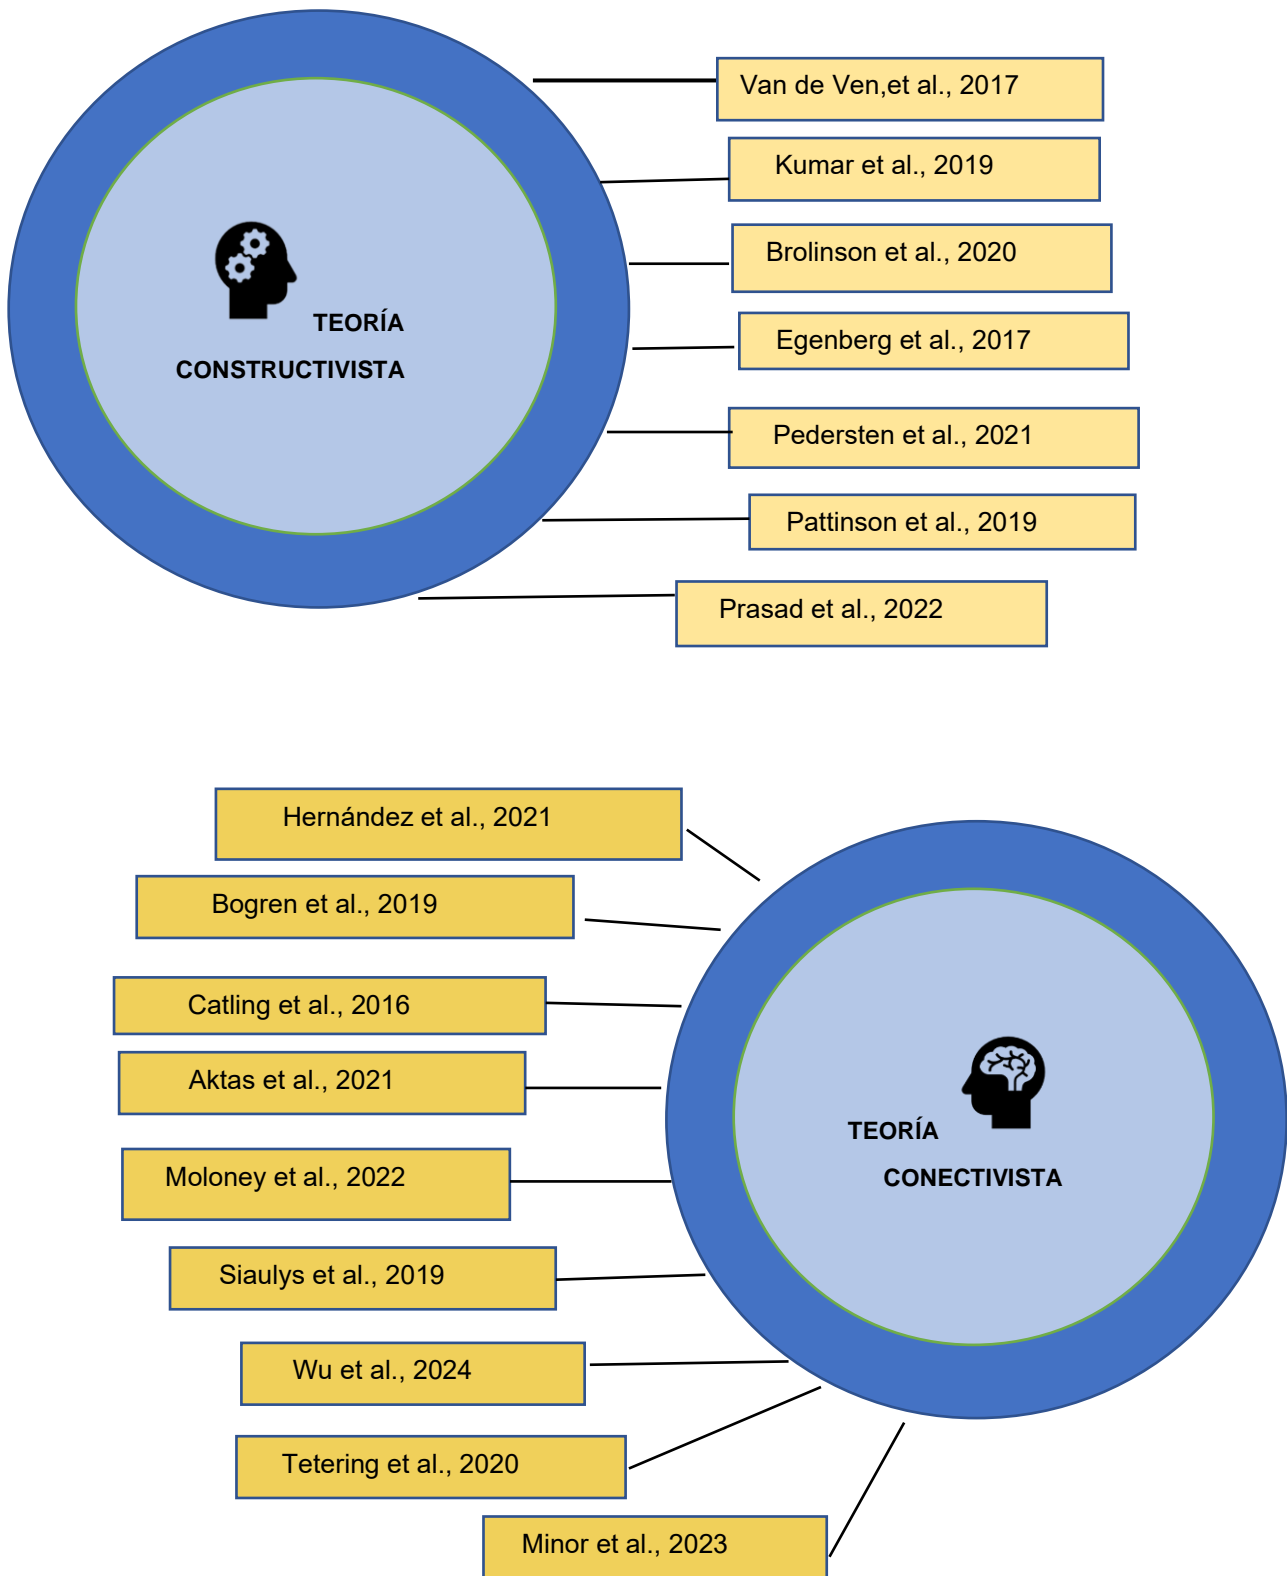 Van de Ven,et al., 2017
Kumar et al., 2019
Brolinson et al., 2020
Egenberg et al., 2017
Pedersten et al., 2021
Pattinson et al., 2019
Prasad et al., 2022
TEORÍA
CONSTRUCTIVISTA
Hernández et al., 2021
Bogren et al., 2019
Catling et al., 2016
Aktas et al., 2021
Moloney et al., 2022
Siaulys et al., 2019
Wu et al., 2024
Tetering et al., 2020
Minor et al., 2023
TEORÍA
CONECTIVISTA